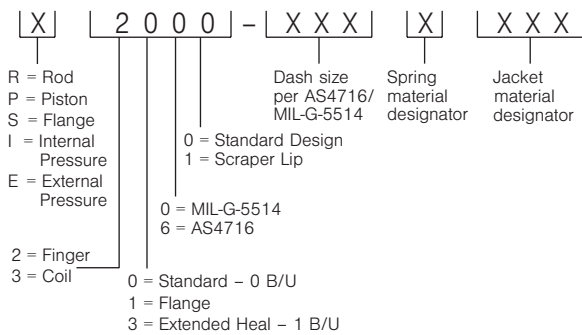 X 2 0 0 0 – X X X X X X X
R = Rod
P = Piston
S = Flange
I = Internal
Pressure
E = External
Pressure
Dash size
per AS4716/
MIL-G-5514
Spring
material
designator
Jacket
material
designator
0 = Standard Design
1 = Scraper Lip
0 = MIL-G-5514
6 = AS4716
2 = Finger
3 = Coil
0 = Standard – 0 B/U
1 = Flange
3 = Extended Heal – 1 B/U